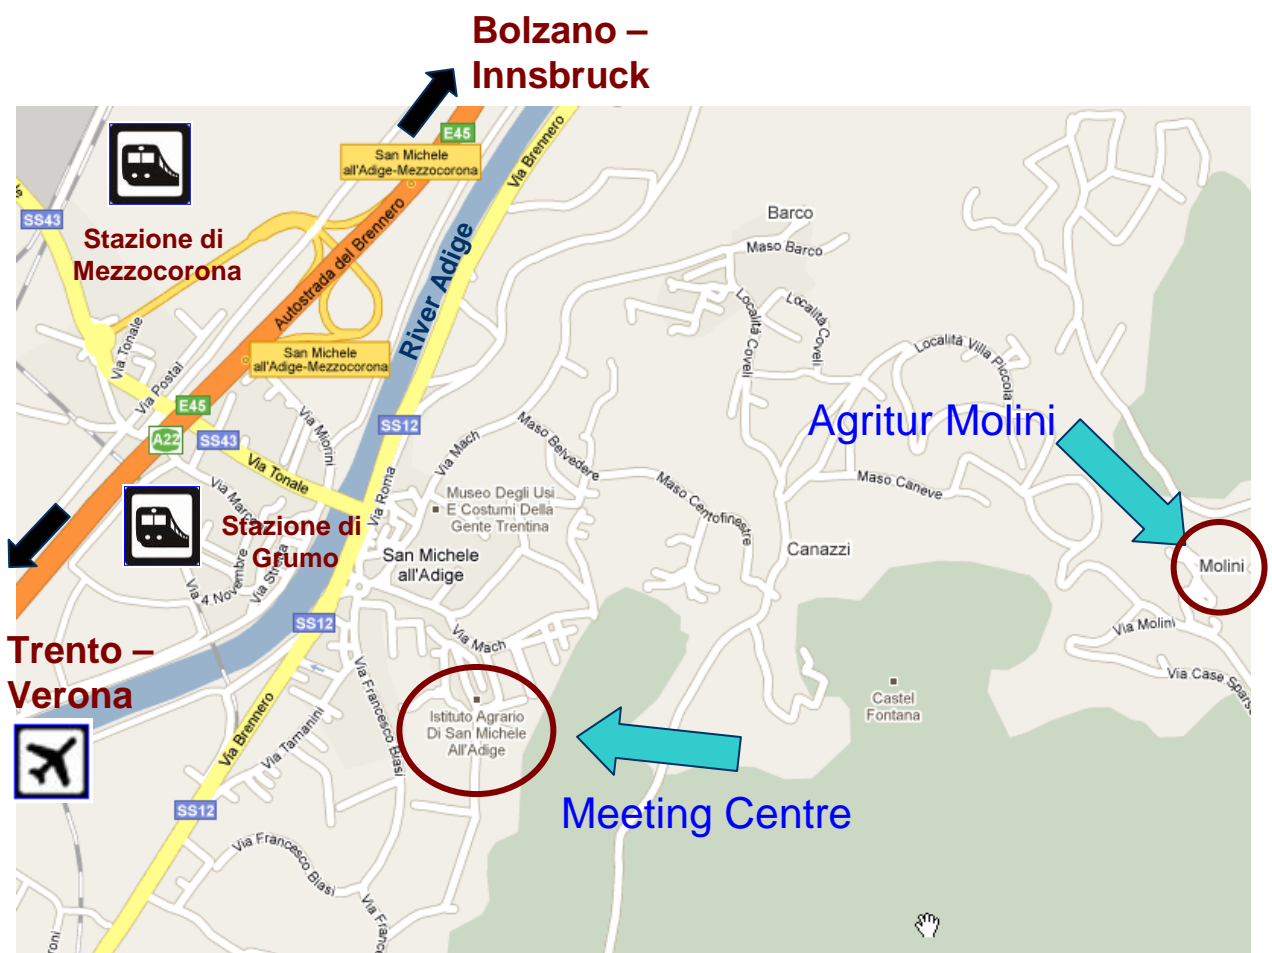 Bolzano –
Innsbruck
E45
San Michele
all'Adige-Mezzocorona
Via Brennero
SS43
Stazione di
Mezzocorona
Autostrada del Brennero
River Adige
Barco
Maso Barco
Località Coveli
Località Coveli
Località Villa Piccola
Via Tonale
Via Postal
San Michele
all'Adige-Mezzocorona
E45
A22
SS43
SS12
Via Miorini
Via Tonale
Via Mach
Via Roma
Maso Belvedere
Agritur Molini
Museo Degli Usi
E Costumi Della
Gente Trentina
Maso Centofinestre
Maso Caneve
Stazione di
Grumo
Via 4 Novembre
San Michele
all'Adige
Canazzi
Molini
SS12
Via Mach
Via Molini
Trento –
Verona
Via Case Spars
Via Francesco Biasi
Castel
Fontana
Istituto Agrario
Di San Michele
All'Adige
Via Brennero
Via Tamanini
Meeting Centre
SS12
Via Francesco Biasi
Via France